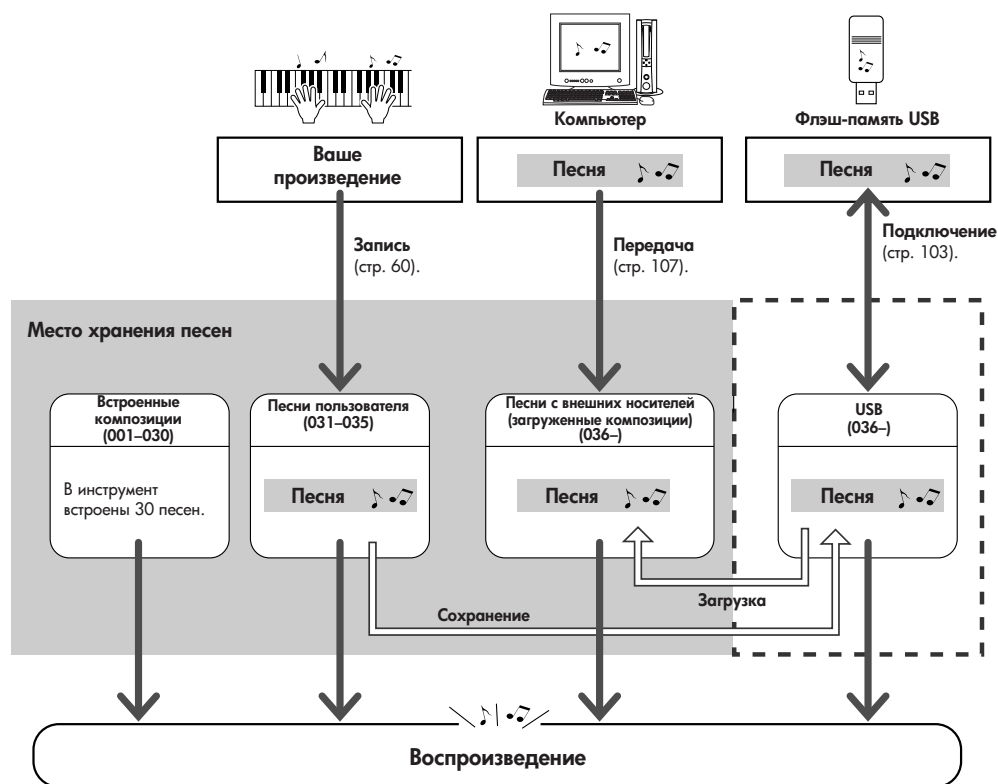 Компьютер
Флэш-память USB
Ваше
произведение
Песня
Песня
Запись
(стр. 60).
Передача
(стр. 107).
Подключение
(стр. 103).
Место хранения песен
Встроенные
композиции
(001–030)
В инструмент
встроены 30 песен.
Песни пользователя
(031–035)
Песня
Песни с внешних носителей
(загруженные композиции)
(036–)
Песня
USB
(036–)
Песня
Загрузка
Сохранение
Воспроизведение